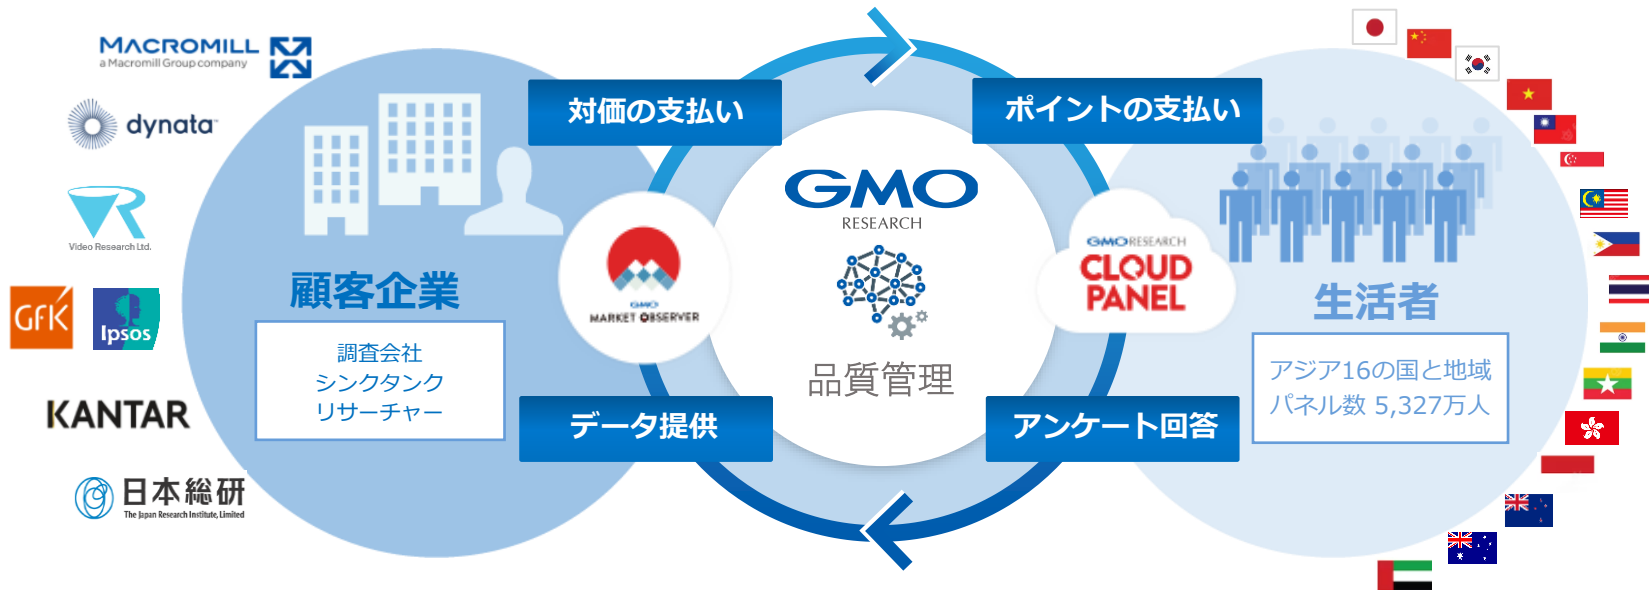 MACROMILL
a Macromill Group company
dynata
VR
Video Research Ltd.
GfK
Ipsos
KANTAR
日本総研
The Japan Research Institute, Limited
顧客企業
調査会社
シンクタンク
リサーチャー
対価の支払い
GMO
MARKET OBSERVER
データ提供
GMO
RESEARCH
品質管理
ポイントの支払い
GMO RESEARCH
CLOUD
PANEL
アンケート回答
生活者
アジア16の国と地域
パネル数 5,327万人